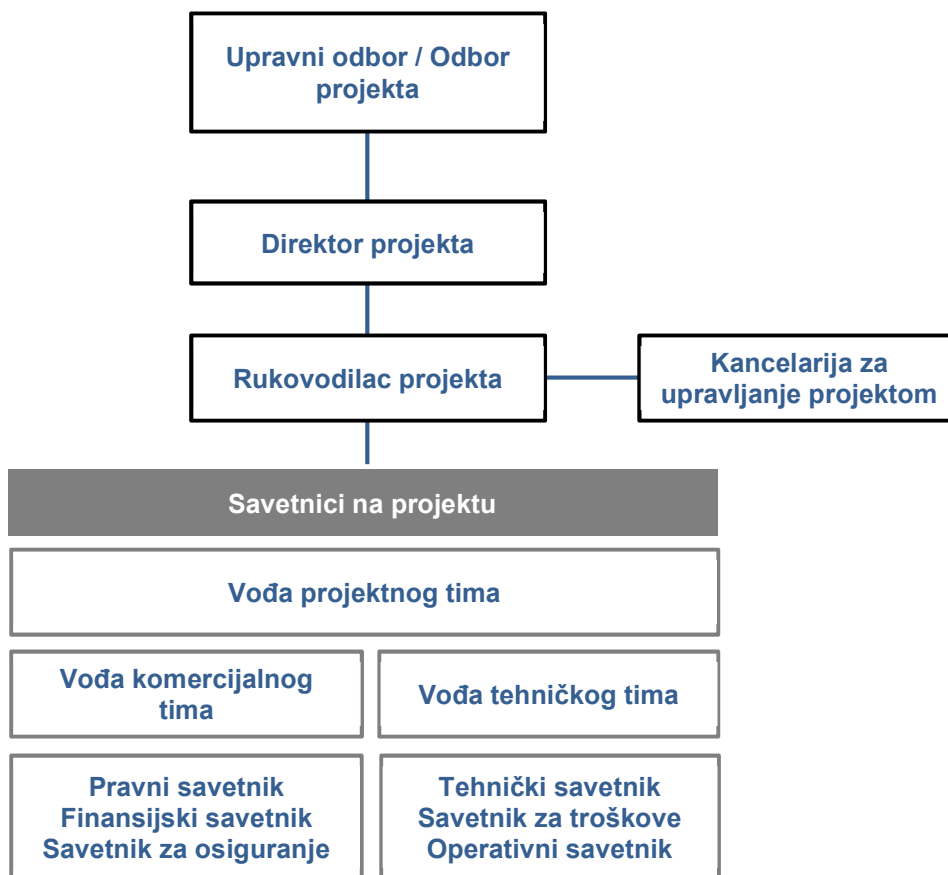 Upravni odbor / Odbor
projekta
Direktor projekta
Rukovodilac projekta
Kancelarija za
upravljanje projektom
Savetnici na projektu
Vođa projektnog tima
Vođa komercijalnog
tima
Vođa tehničkog tima
Pravni savetnik
Finansijski savetnik
Savetnik za osiguranje
Tehnički savetnik
Savetnik za troškove
Operativni savetnik